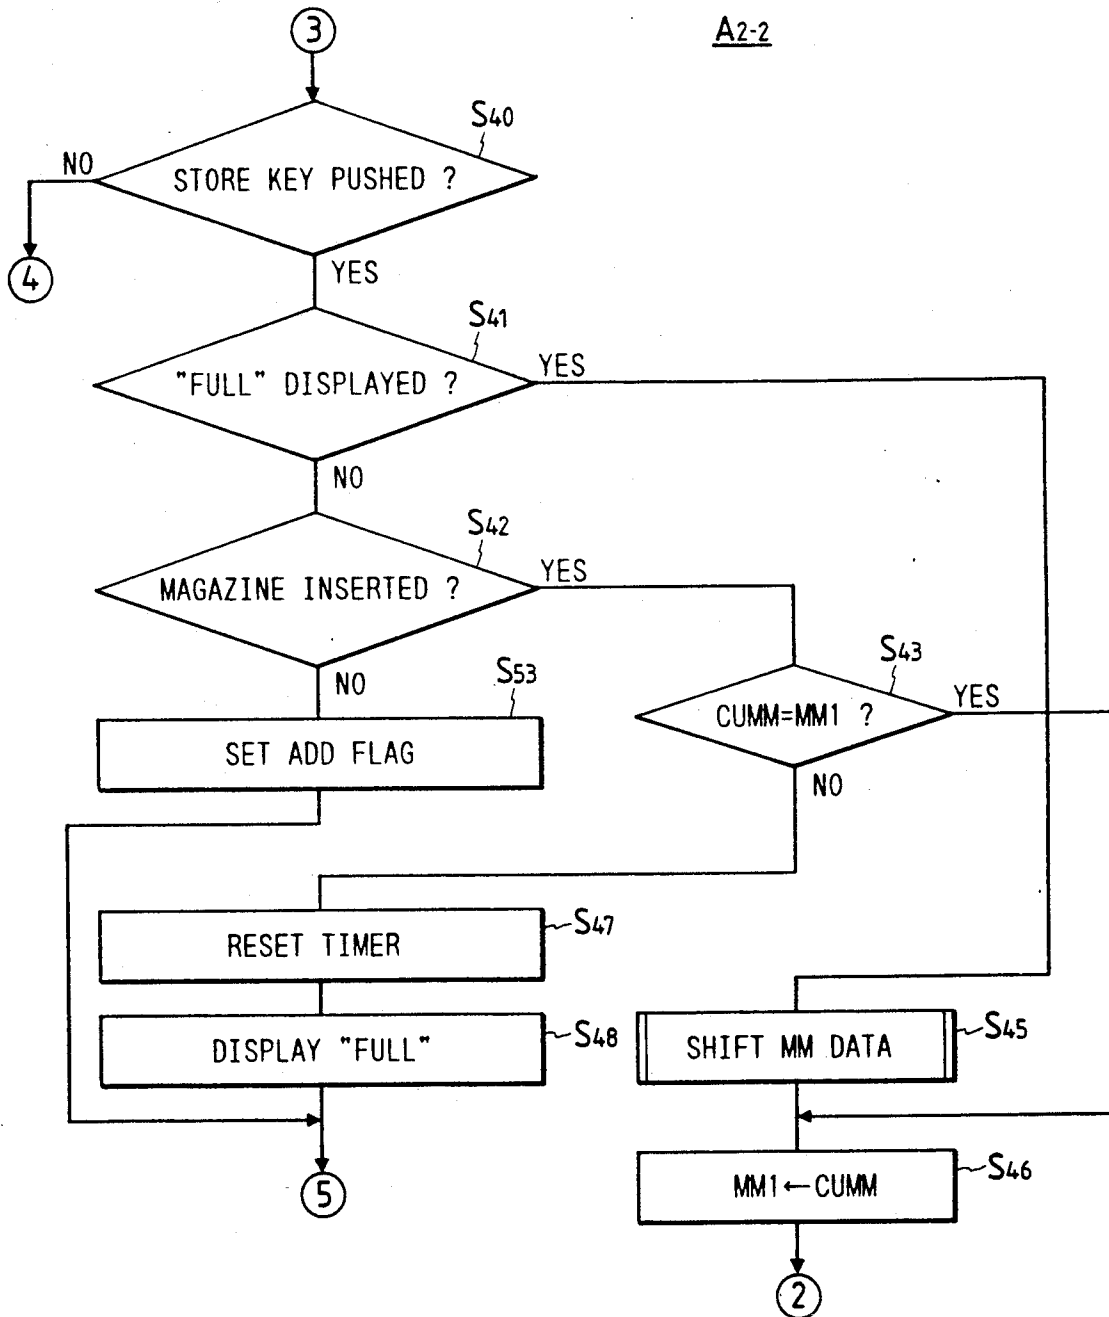 3
A2-2
S40
NO
STORE KEY PUSHED ?
4
YES
S41
"FULL" DISPLAYED ?
YES
NO
S42
MAGAZINE INSERTED ?
YES
NO
S53
SET ADD FLAG
S43
CUMM=MM1 ?
YES
NO
RESET TIMER
S47
DISPLAY "FULL"
S48
SHIFT MM DATA
S45
MM1←CUMM
S46
5
2